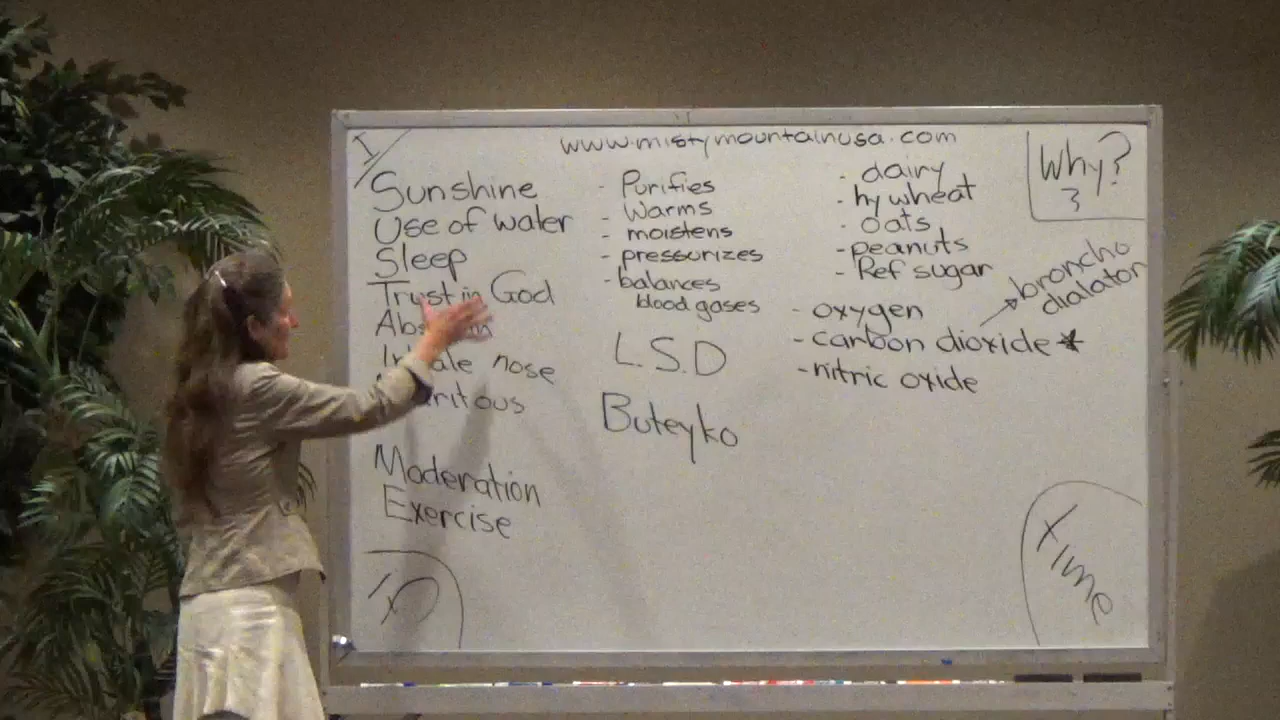 I
www.mistymountainusa.com
Why?
3
Sunshine
Use of water
Sleep
Trust in God
nose
Moderation
Exercise
- Purifies
- Warms
- moistens
- pressurizes
- balances
blood gases
L.S.D
Buteyko
- dairy
- hy wheat
- oats
- peanuts
- Ref sugar
- oxygen
- carbon dioxide *
- nitric oxide
broncho
dialator
Time